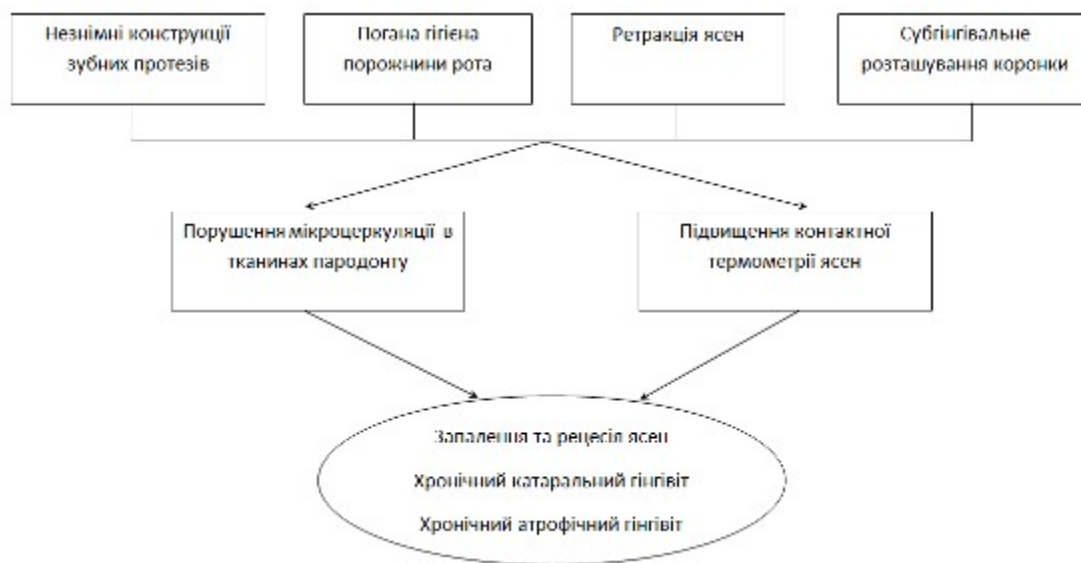 Незнімні конструкції
зубних протезів
Погана гігієна
порожнини рота
Ретракція ясен
Субгінгівальне
розташування коронки
Порушення мікроцеркуляції в
тканинах пародонту
Підвищення контактної
термометрії ясен
Запалення та рецесія ясен
Хронічний катаральний гінгівіт
Хронічний атрофічний гінгівіт